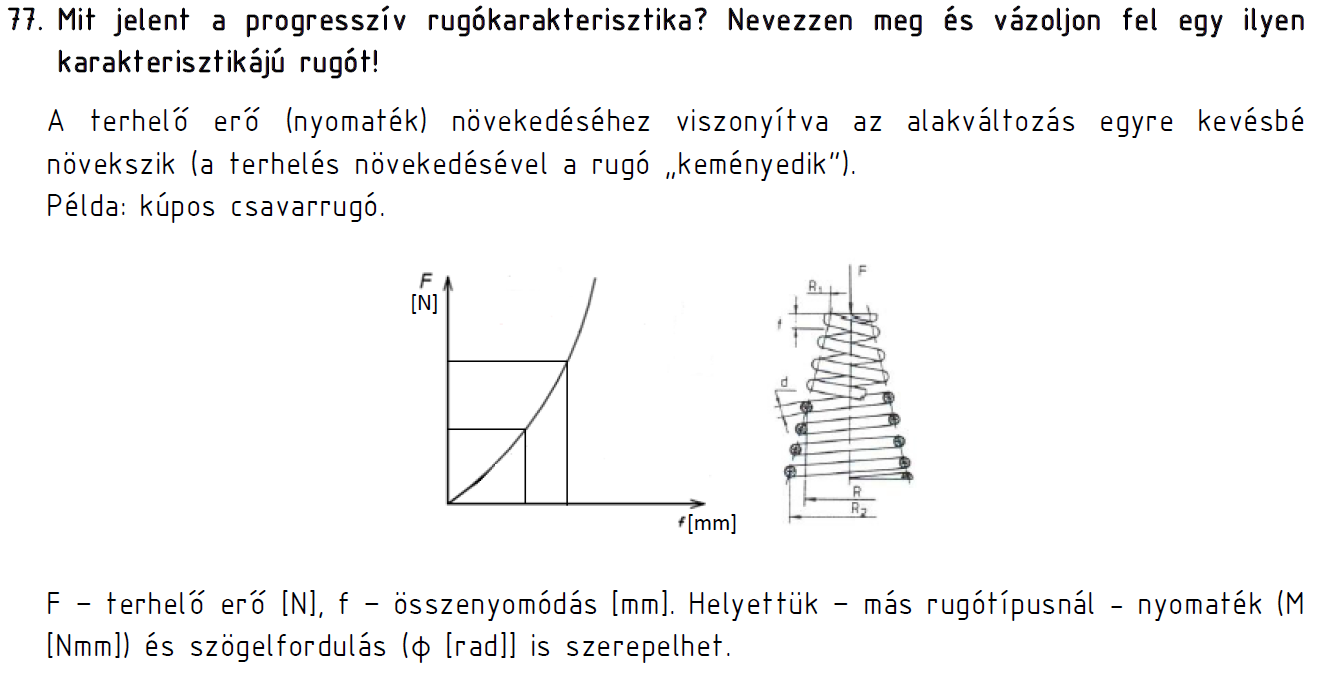 77. Mit jelent a progresszív rugókarakterisztika? Nevezzen meg és vázoljon fel egy ilyen
karakterisztikájú rugót!
A terhelő erő (nyomaték) növekedéséhez viszonyítva az alakváltozás egyre kevésbé
növekszik (a terhelés növekedésével a rugó „keményedik”).
Példa: kúpos csavarrugó.
F
[N]
f [mm]
F
R₁
f
d
R
R₂
F – terhelő erő [N], f – összenyomódás [mm]. Helyettük – más rugótípusnál - nyomaték (M
[Nmm]) és szögelfordulás (φ [rad]] is szerepelhet.